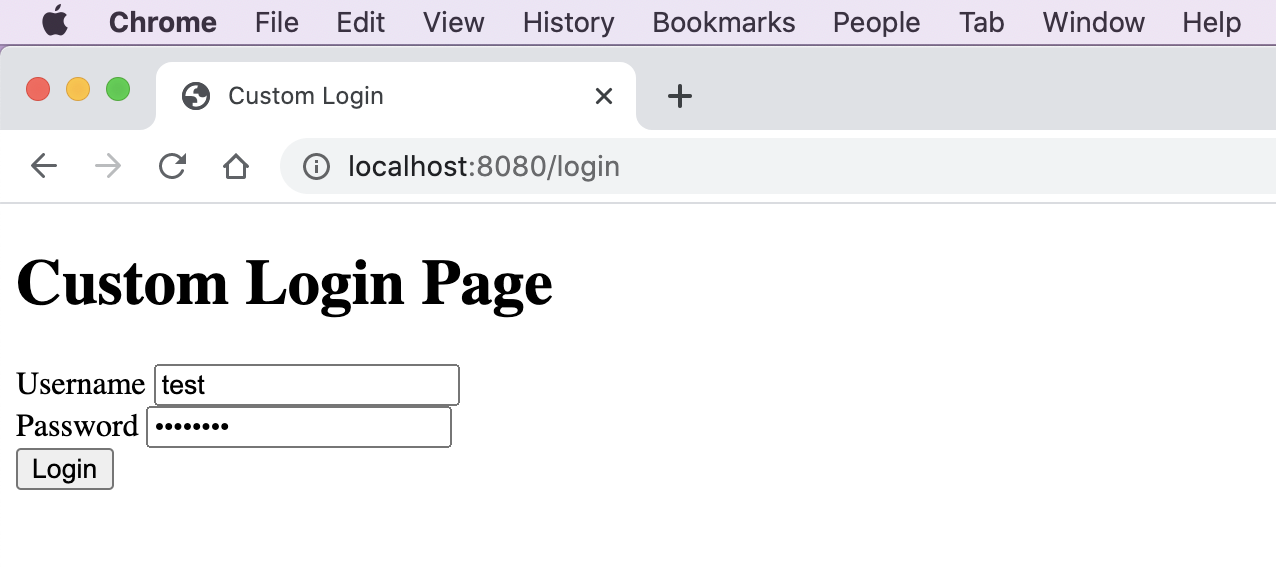 Chrome File Edit View History Bookmarks People Tab Window Help
Custom Login
localhost:8080/login
Custom Login Page
Username test
Password ••••••••
Login